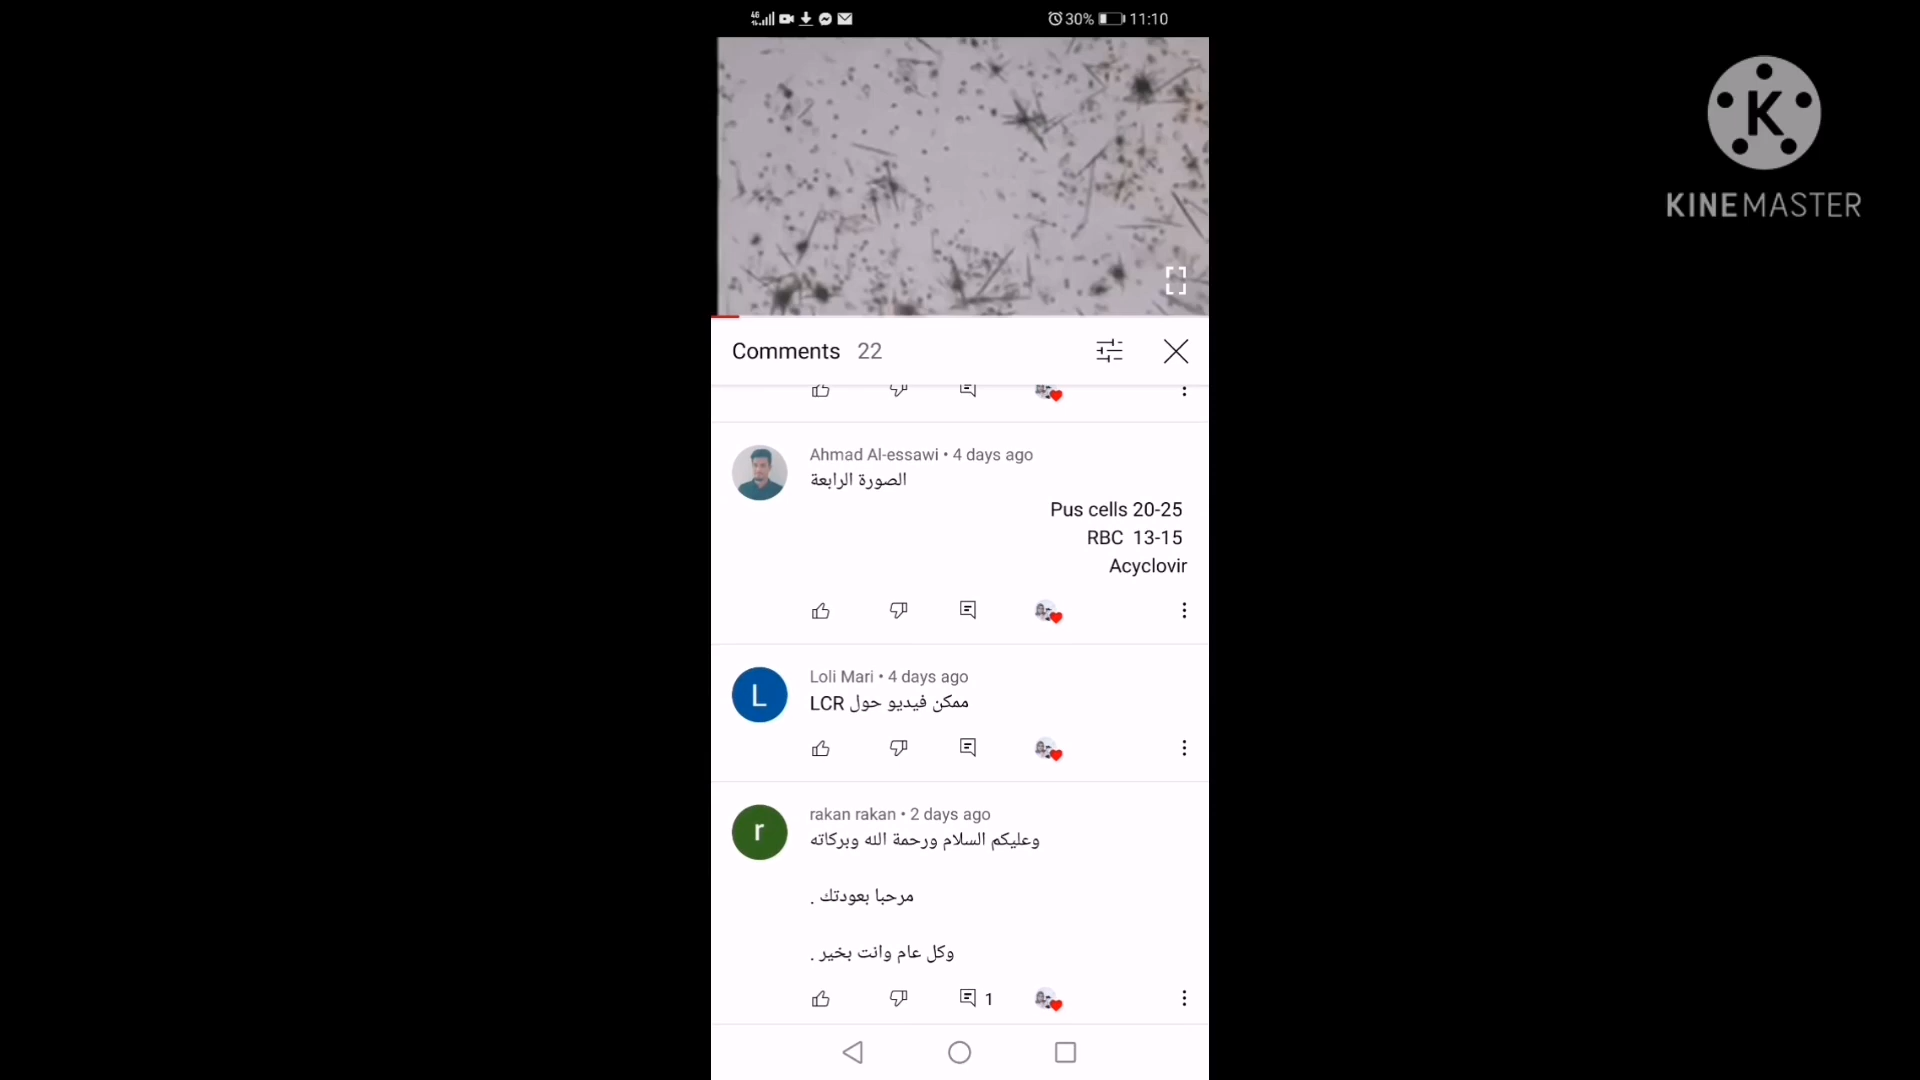 4G
30%
11:10
K
KINEMASTER
Comments 22
Ahmad Al-essawi • 4 days ago
الصورة الرابعة
Pus cells 20-25
RBC 13-15
Acyclovir
L
Loli Mari • 4 days ago
ممكن فيديو حول LCR
r
rakan rakan • 2 days ago
وعليكم السلام ورحمة الله وبركاته
مرحبا بعودتك .
وكل عام وانت بخير .
1